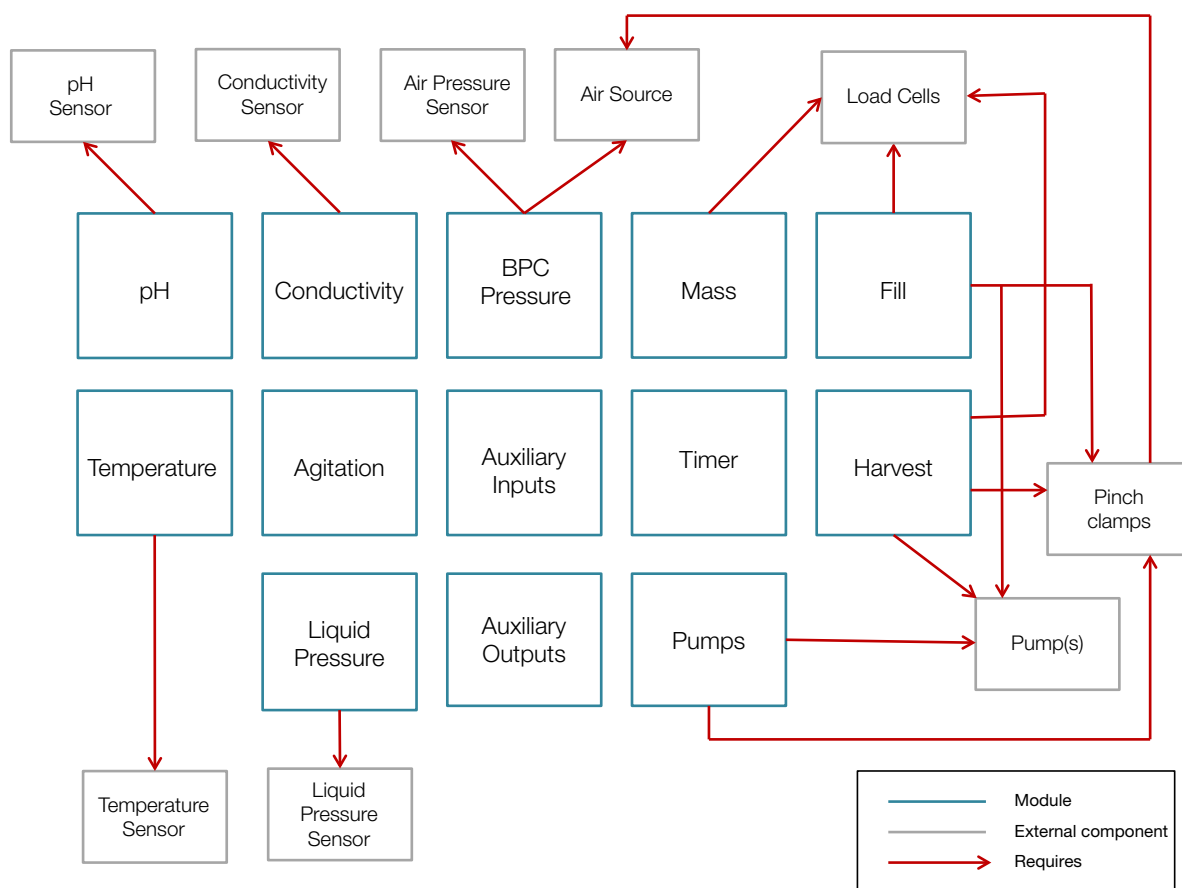 pH
Sensor
Conductivity
Sensor
Air Pressure
Sensor
Air Source
Load Cells
pH
Conductivity
BPC
Pressure
Mass
Fill
Temperature
Agitation
Auxiliary
Inputs
Timer
Harvest
Pinch
clamps
Liquid
Pressure
Auxiliary
Outputs
Pumps
Pump(s)
Temperature
Sensor
Liquid
Pressure
Sensor
Module
External component
Requires